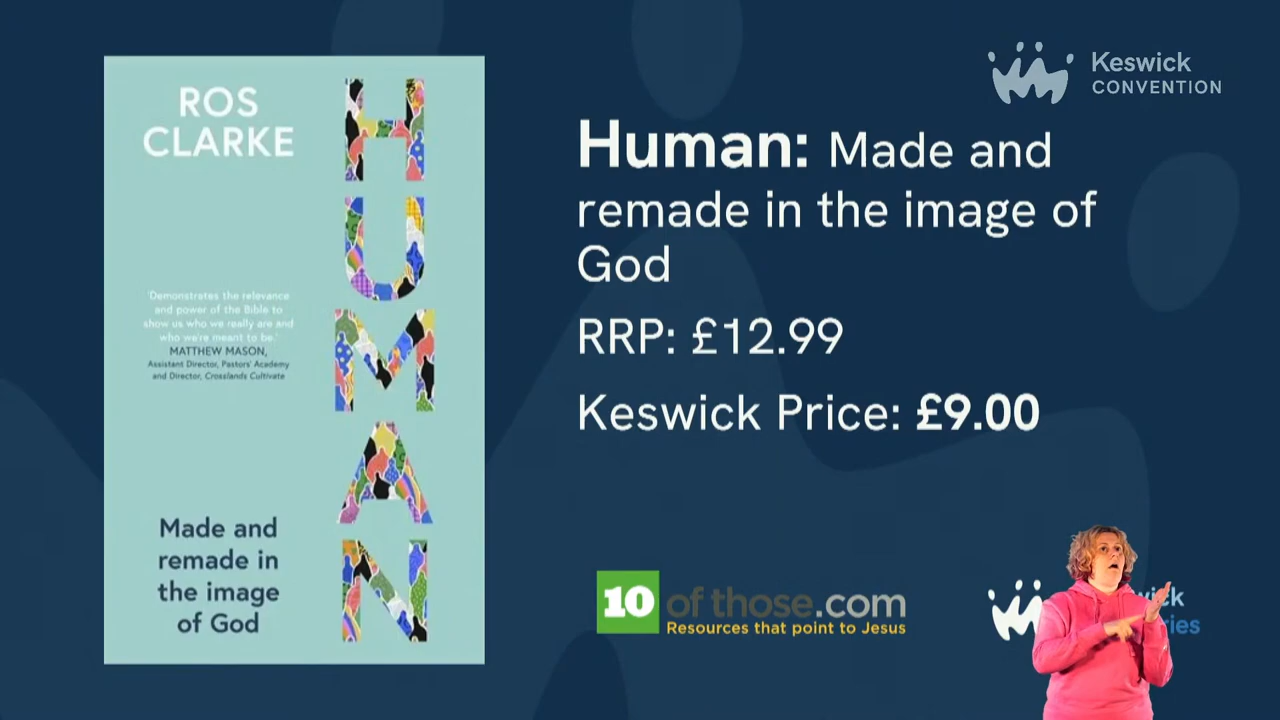 ROS
CLARKE
HUMAN
'Demonstrates the relevance
and power of the Bible to
show us who we really are and
who we're meant to be.'
MATTHEW MASON,
Assistant Director, Pastors' Academy
and Director, Crosslands Cultivate
Made and
remade in
the image
of God
Keswick
CONVENTION
Human: Made and
remade in the image of
God
RRP: £12.99
Keswick Price: £9.00
10 of those.com
Resources that point to Jesus